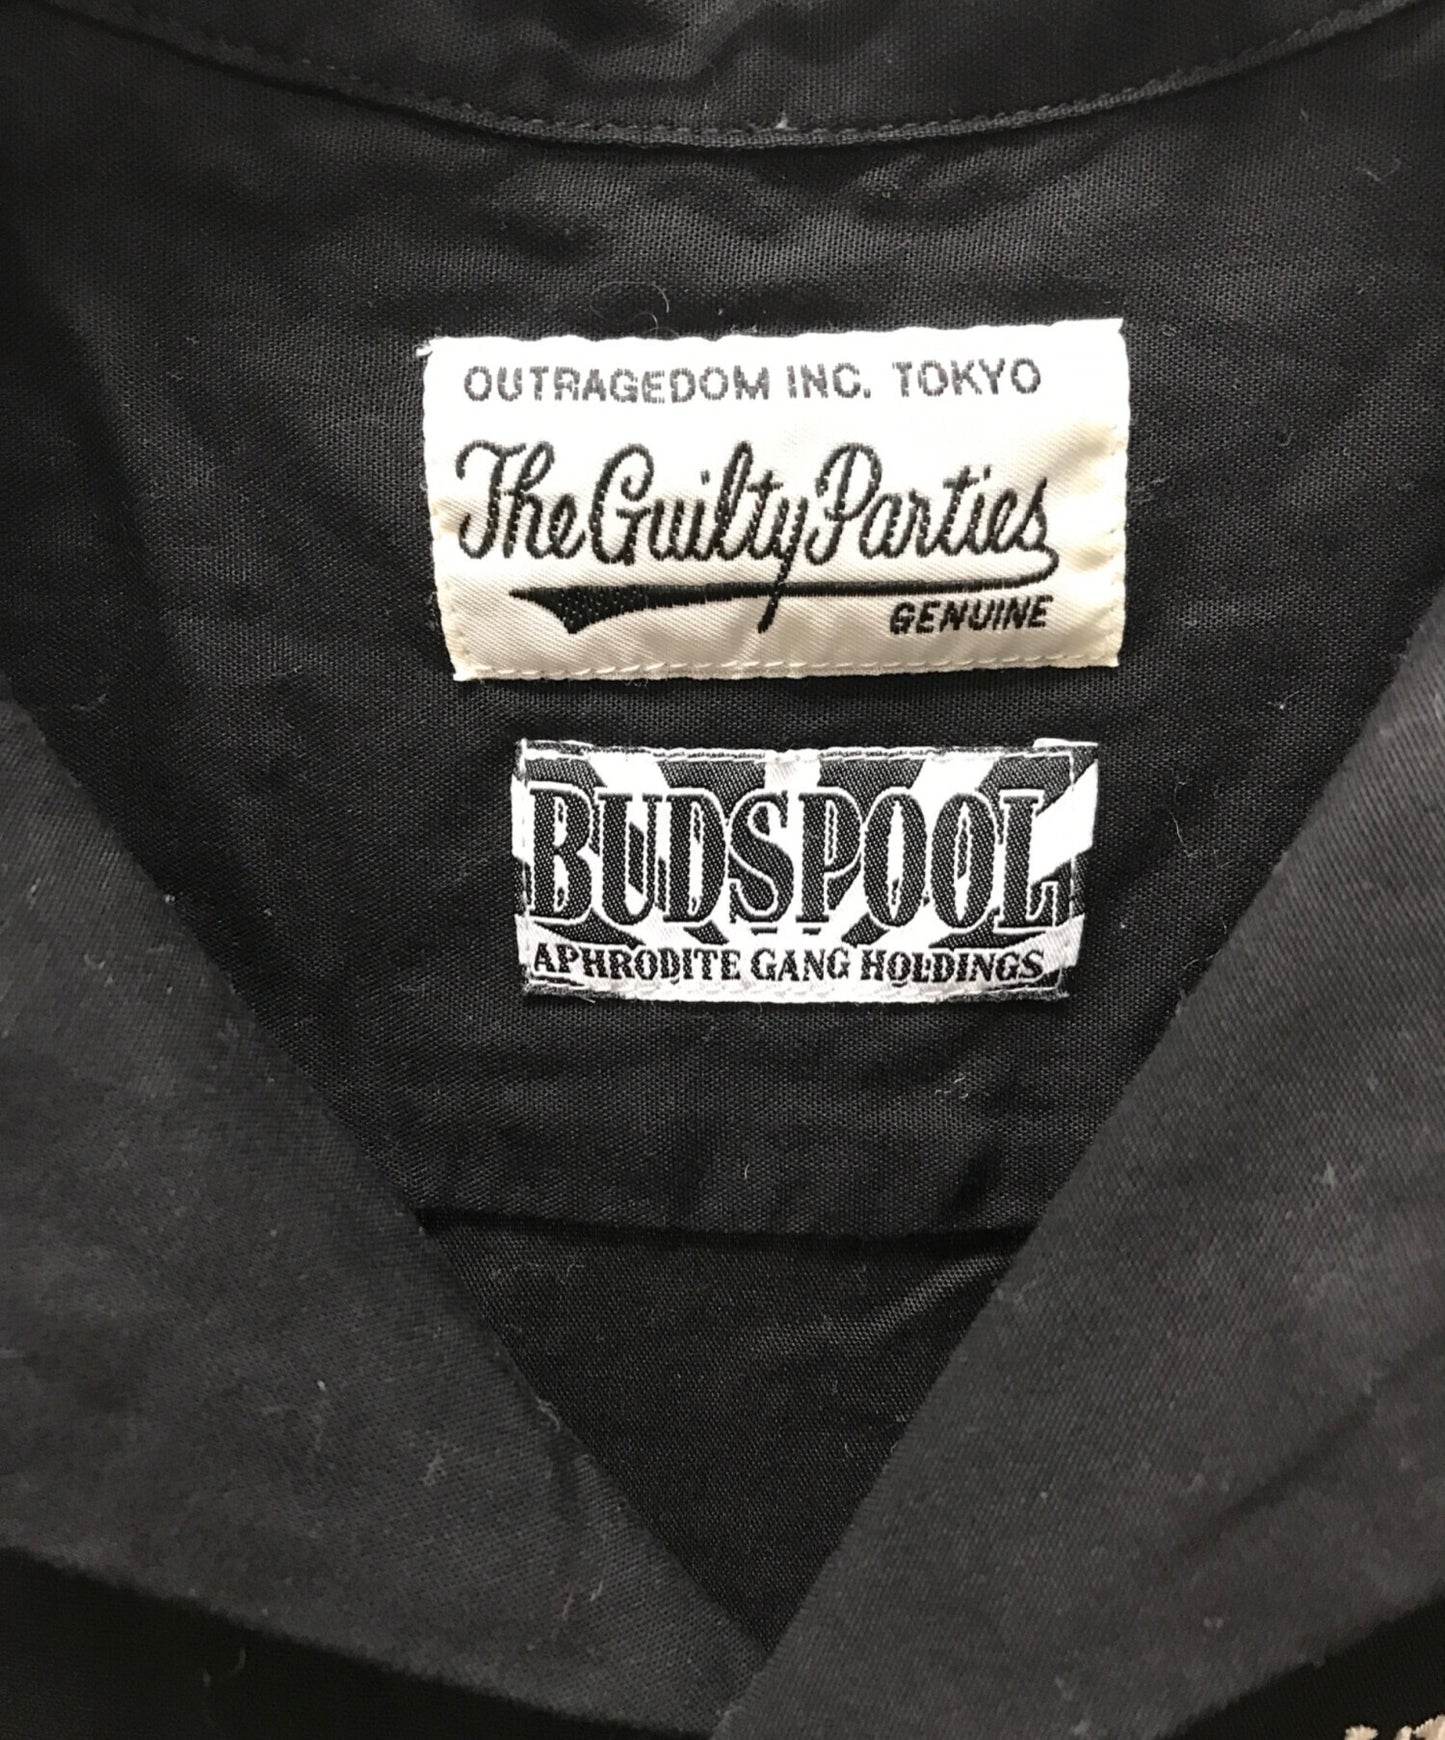 OUTRAGEDOM INC. TOKYO
The Guilty Parties
GENUINE
BUDSPOOL
APHRODITE GANG HOLDINGS